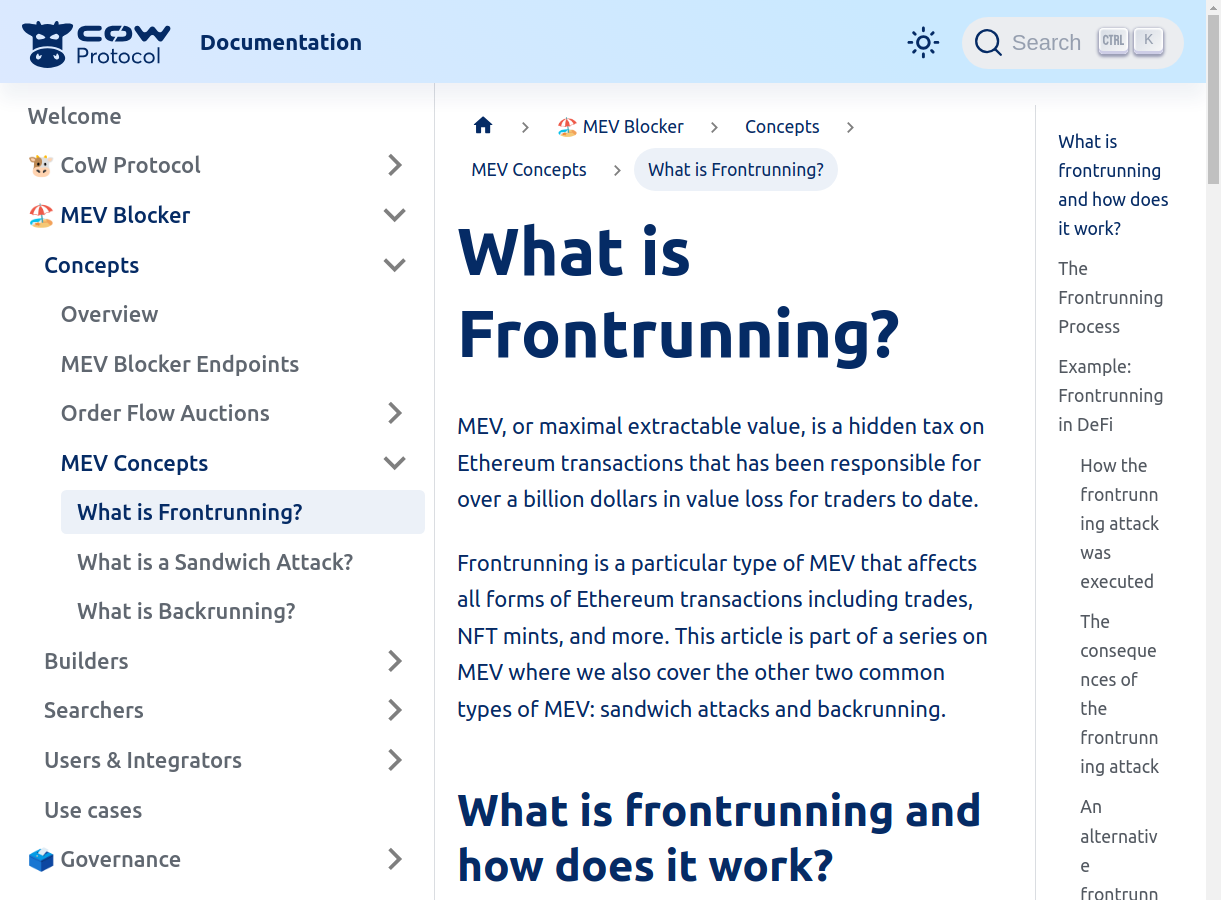 COW
Protocol
Documentation
Search
CTRL
K
Welcome
CoW Protocol
MEV Blocker
Concepts
Overview
MEV Blocker Endpoints
Order Flow Auctions
MEV Concepts
What is Frontrunning?
What is a Sandwich Attack?
What is Backrunning?
Builders
Searchers
Users & Integrators
Use cases
Governance
MEV Blocker
Concepts
MEV Concepts
What is Frontrunning?
What is
Frontrunning?
MEV, or maximal extractable value, is a hidden tax on
Ethereum transactions that has been responsible for
over a billion dollars in value loss for traders to date.
Frontrunning is a particular type of MEV that affects
all forms of Ethereum transactions including trades,
NFT mints, and more. This article is part of a series on
MEV where we also cover the other two common
types of MEV: sandwich attacks and backrunning.
What is frontrunning and
how does it work?
What is
frontrunning
and how does
it work?
The
Frontrunning
Process
Example:
Frontrunning
in DeFi
How the
frontrunn
ing attack
was
executed
The
conseque
nces of
the
frontrunn
ing attack
An
alternativ
e
frontrunn